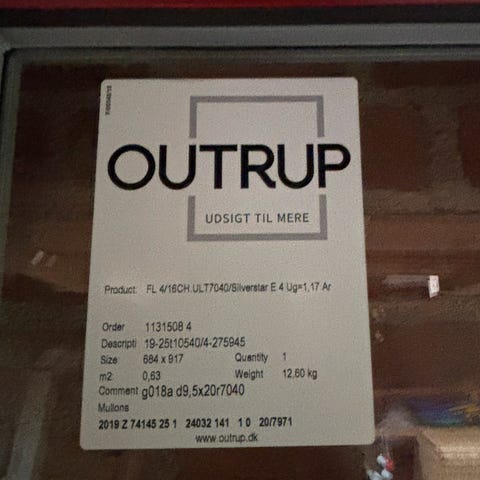 OUTRUP
UDSIGT TIL MERE
Product: FL 4/16CH.ULT7040/Silverstar E 4 Ug=1,17 Ar
Order 1131508 4
Descripti 19-25t10540/4-275945
Size: 684 x 917 Quentity 1
m2: 0,63 Weight 12,60 kg
Comment g018a d9,5x20r7040
Mullons
2019 Z 74145 25 1 24032 141 1 0 20/7971
www.outrup.dk